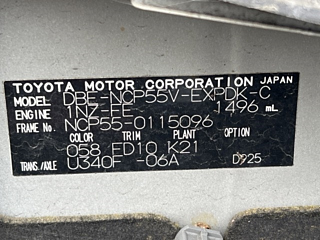 TOYOTA MOTOR CORPORATION JAPAN
MODEL DBE-NCP55V-EXPDK-C
ENGINE 1NZ-FE 1496 mL
FRAME No. NCP55-0115096
COLOR TRIM PLANT OPTION
058 FD10 K21
TRANS./AXLE U340F -06A D925